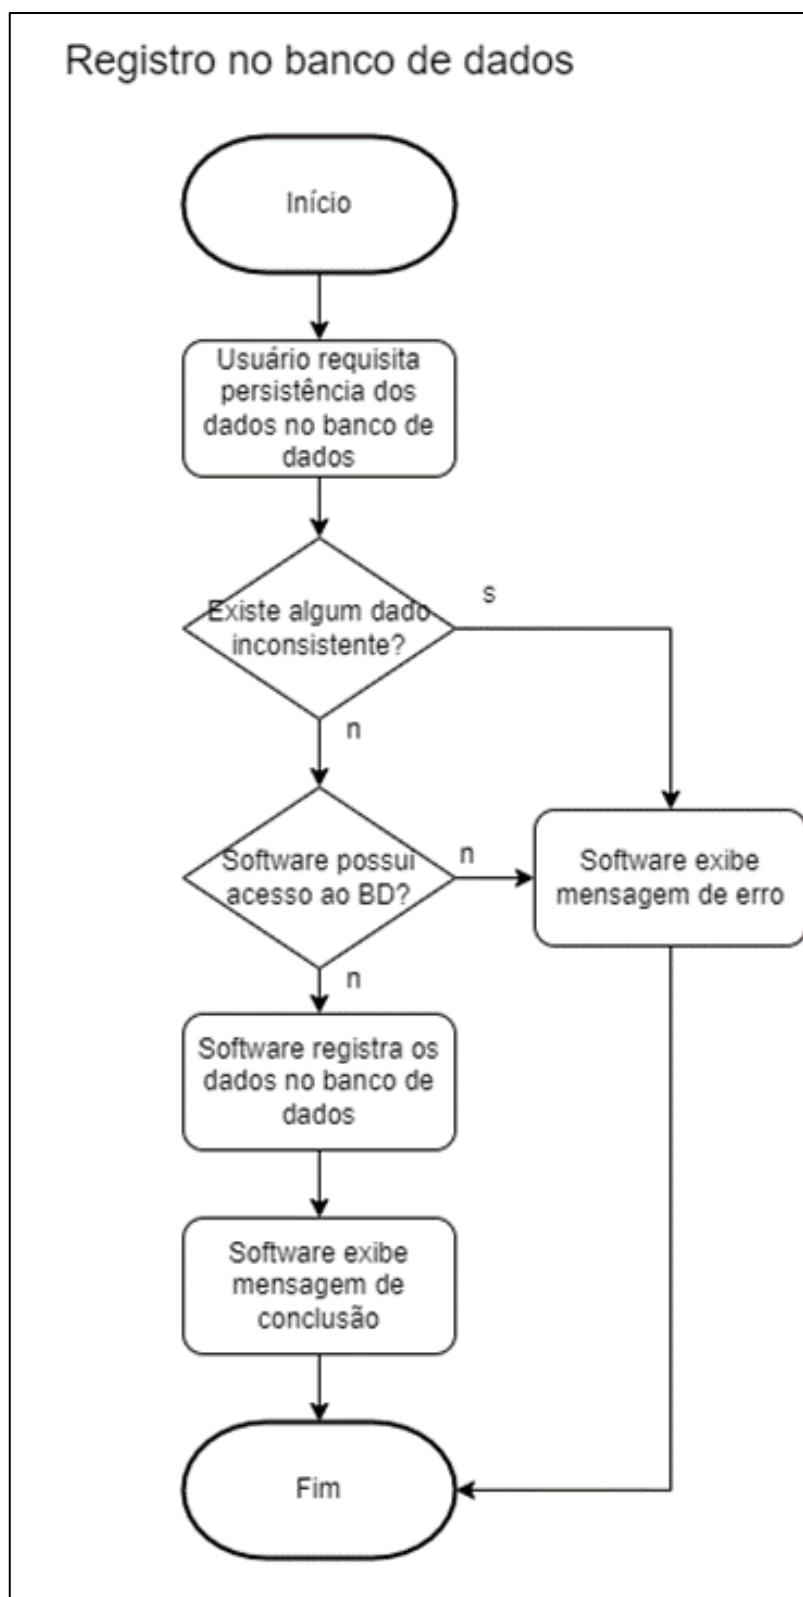 Registro no banco de dados
Início
Usuário requisita
persistência dos
dados no banco de
dados
Existe algum dado
inconsistente?
s
n
Software possui
acesso ao BD?
n
Software exibe
mensagem de erro
n
Software registra os
dados no banco de
dados
Software exibe
mensagem de
conclusão
Fim